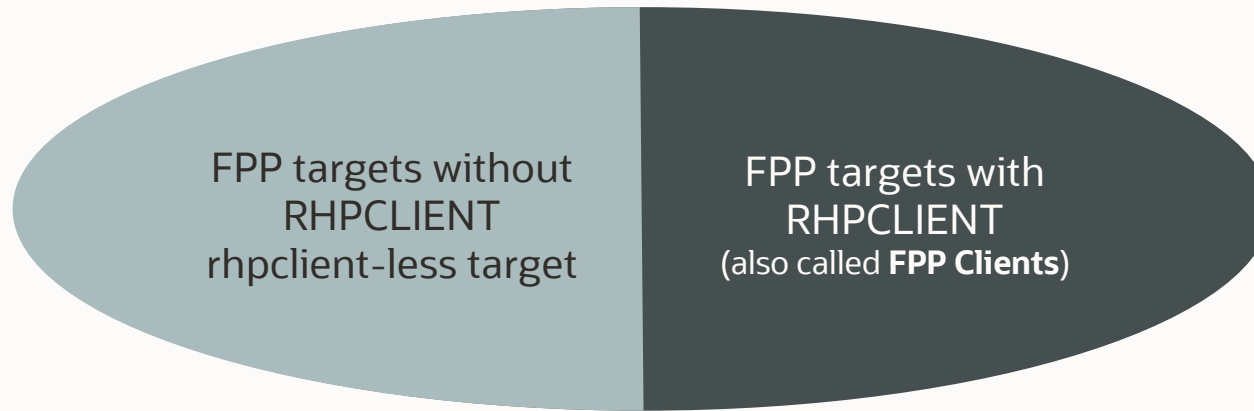 FPP targets without
RHPCLIENT
rhpclient-less target
FPP targets with
RHPCLIENT
(also called FPP Clients)